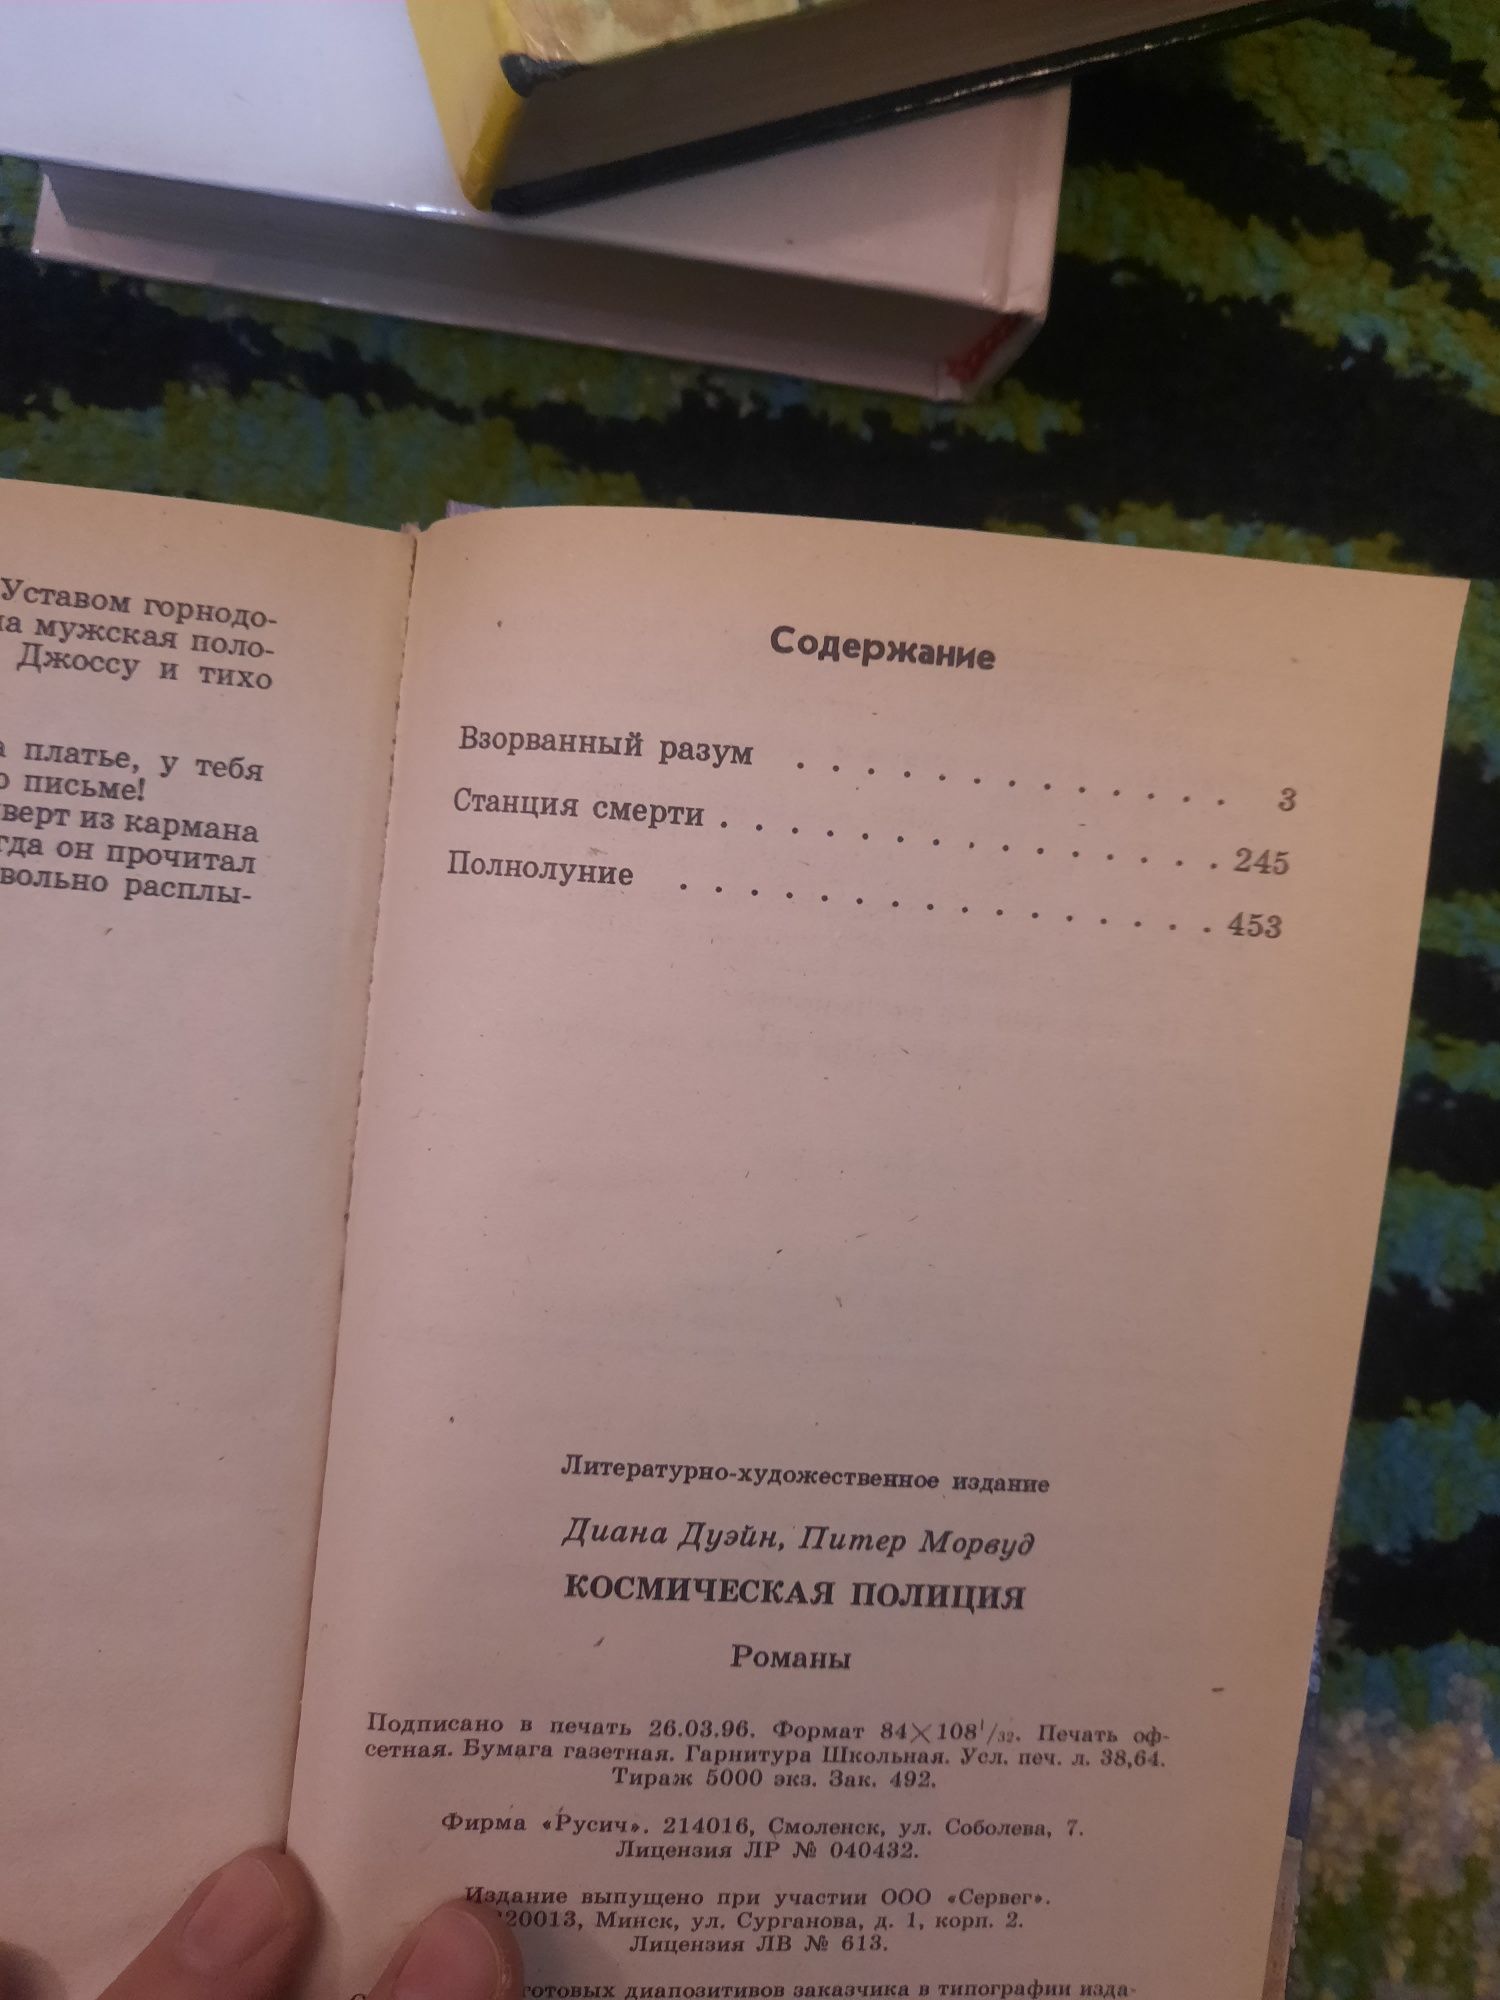 Уставом горнодо-
мужская поло-
Джоссу и тихо
платье, у тебя
письме!
из кармана
он прочитал
расплы-
Содержание
Взорванный разум . . . . . . . . . . . . . 3
Станция смерти . . . . . . . . . . . . . . . 245
Полнолуние . . . . . . . . . . . . . . . . 453
Литературно-художественное издание
Диана Дуэйн, Питер Морвуд
КОСМИЧЕСКАЯ ПОЛИЦИЯ
Романы
Подписано в печать 26.03.96. Формат 84×108¹/₃₂. Печать оф-
сетная. Бумага газетная. Гарнитура Школьная. Усл. печ. л. 38,64.
Тираж 5000 экз. Зак. 492.
Фирма «Русич». 214016, Смоленск, ул. Соболева, 7.
Лицензия ЛР № 040432.
Издание выпущено при участии ООО «Сервег».
20013, Минск, ул. Сурганова, д. 1, корп. 2.
Лицензия ЛВ № 613.
готовых диапозитивов заказчика в типографии изда-